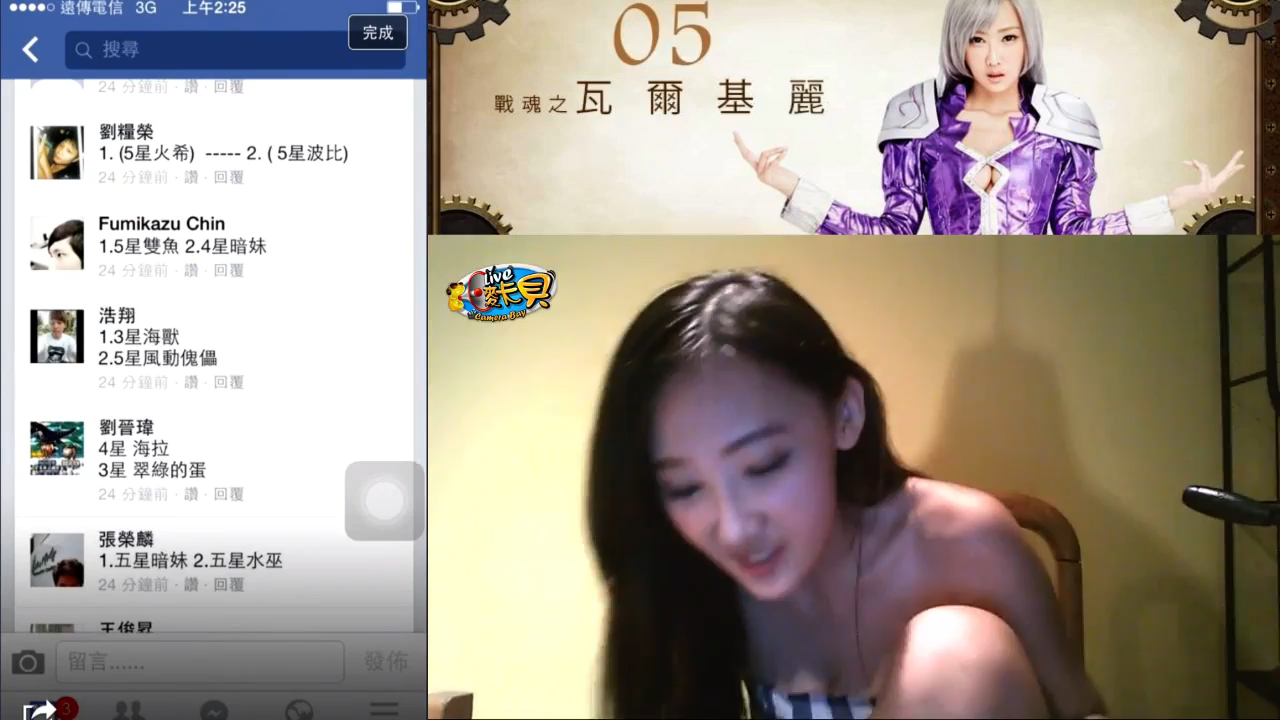 遠傳電信 3G 上午2:25
完成
搜尋
24 分鐘前 · 讚 · 回覆
劉糧榮
1. (5星火希) ----- 2. ( 5星波比)
24 分鐘前 · 讚 · 回覆
Fumikazu Chin
1.5星雙魚 2.4星暗妹
24 分鐘前 · 讚 · 回覆
浩翔
1.3星海獸
2.5星風動傀儡
24 分鐘前 · 讚 · 回覆
劉晉瑋
4星 海拉
3星 翠綠的蛋
24 分鐘前 · 讚 · 回覆
張榮麟
1.五星暗妹 2.五星水巫
24 分鐘前 · 讚 · 回覆
王俊昇
留言...... 發佈
3
05
戰魂之瓦爾基麗
live
麥卡貝
Camera Bay